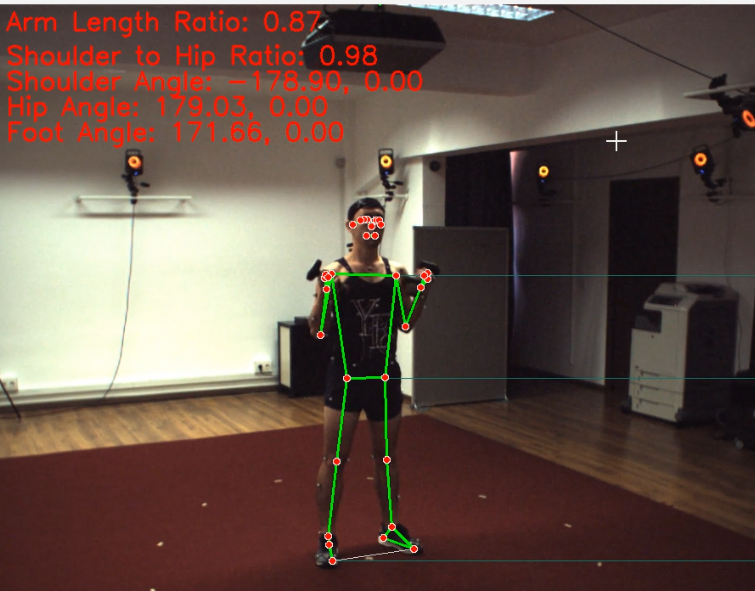 Arm Length Ratio: 0.87
Shoulder to Hip Ratio: 0.98
Shoulder Angle: -178.90, 0.00
Hip Angle: 179.03, 0.00
Foot Angle: 171.66, 0.00